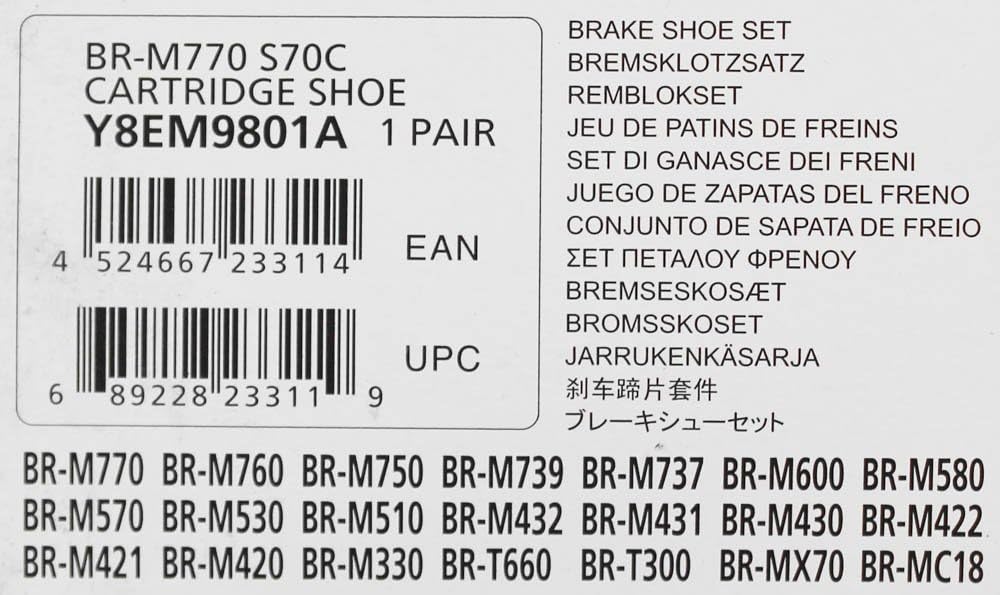 BR-M770 S70C
CARTRIDGE SHOE
Y8EM9801A 1 PAIR
4 524667 233114
EAN
6 89228 23311 9
UPC
BRAKE SHOE SET
BREMSKLOTZSATZ
REMBLOKSET
JEU DE PATINS DE FREINS
SET DI GANASCE DEI FRENI
JUEGO DE ZAPATAS DEL FRENO
CONJUNTO DE SAPATA DE FREIO
ΣΕΤ ΠΕΤΑΛΟΥ ΦΡΕΝΟΥ
BREMSESKOSÆT
BROMSSKOSET
JARRUKENKÄSARJA
刹车蹄片套件
ブレーキシューセット
BR-M770 BR-M760 BR-M750 BR-M739 BR-M737 BR-M600 BR-M580
BR-M570 BR-M530 BR-M510 BR-M432 BR-M431 BR-M430 BR-M422
BR-M421 BR-M420 BR-M330 BR-T660 BR-T300 BR-MX70 BR-MC18